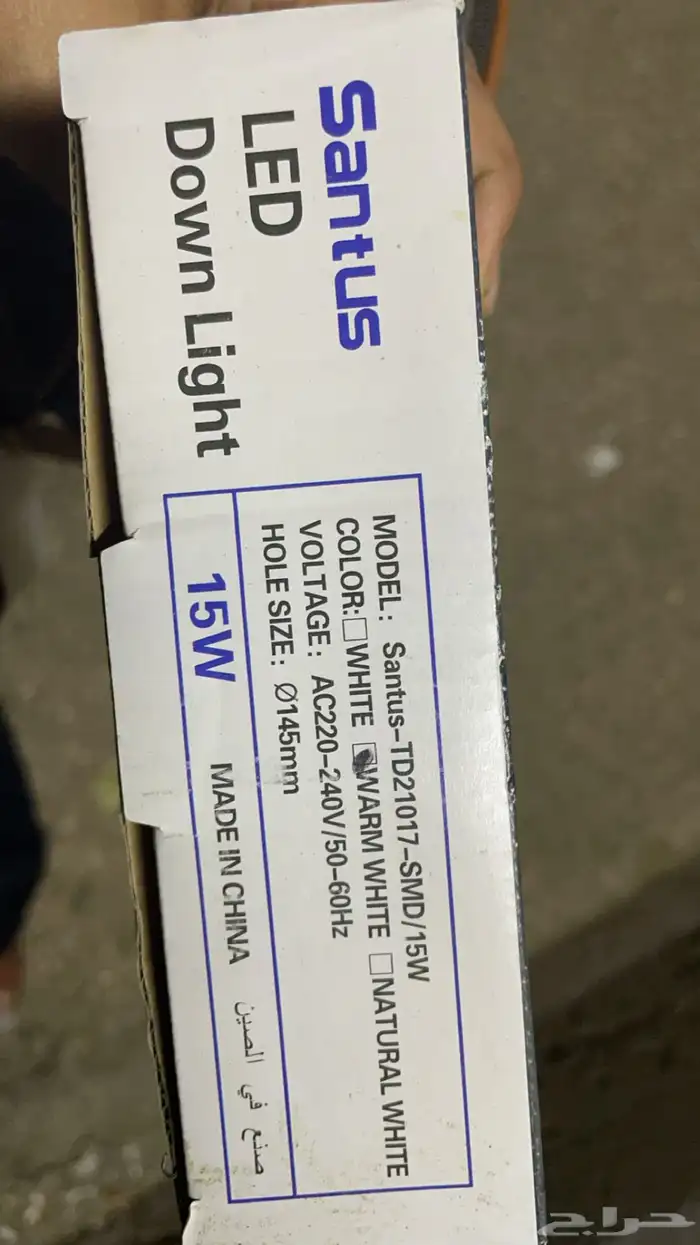 Santus
LED
Down Light
MODEL: Santus-TD21017-SMD/15W
COLOR:☐WHITE ☑WARM WHITE ☐NATURAL WHITE
VOLTAGE: AC220-240V/50-60Hz
HOLE SIZE: Ø145mm
15W MADE IN CHINA صنع في الصين
حراج